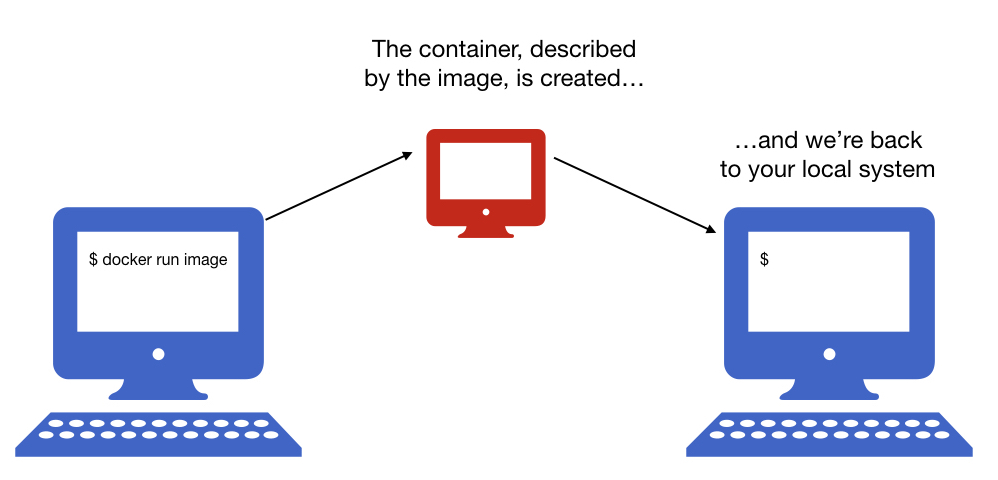 The container, described
by the image, is created…
…and we’re back
to your local system
$ docker run image
$